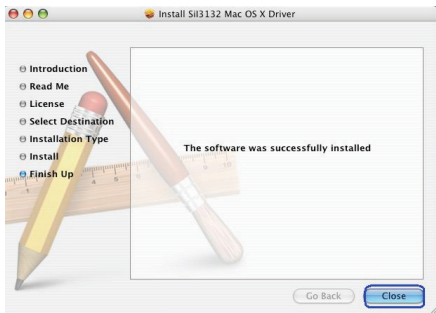 Install SiI3132 Mac OS X Driver
Introduction
Read Me
License
Select Destination
Installation Type
Install
Finish Up
The software was successfully installed
Go Back
Close